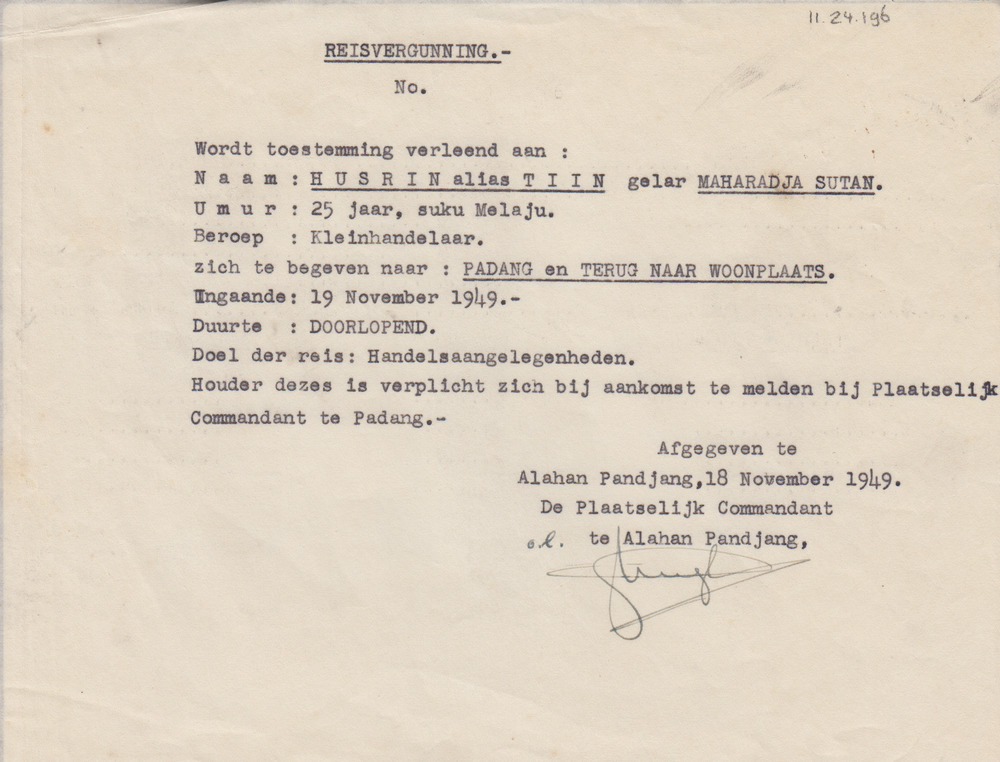 11.24.196
REISVERGUNNING.-
No.
Wordt toestemming verleend aan :
N a a m : H U S R I N alias T I I N gelar MAHARADJA SUTAN.
U m u r : 25 jaar, suku Melaju.
Beroep : Kleinhandelaar.
zich te begeven naar : PADANG en TERUG NAAR WOONPLAATS.
Ingaande: 19 November 1949.-
Duurte : DOORLOPEND.
Doel der reis: Handelsaangelegenheden.
Houder dezes is verplicht zich bij aankomst te melden bij Plaatselijk
Commandant te Padang.-
Afgegeven te
Alahan Pandjang,18 November 1949.
De Plaatselijk Commandant
te Alahan Pandjang,